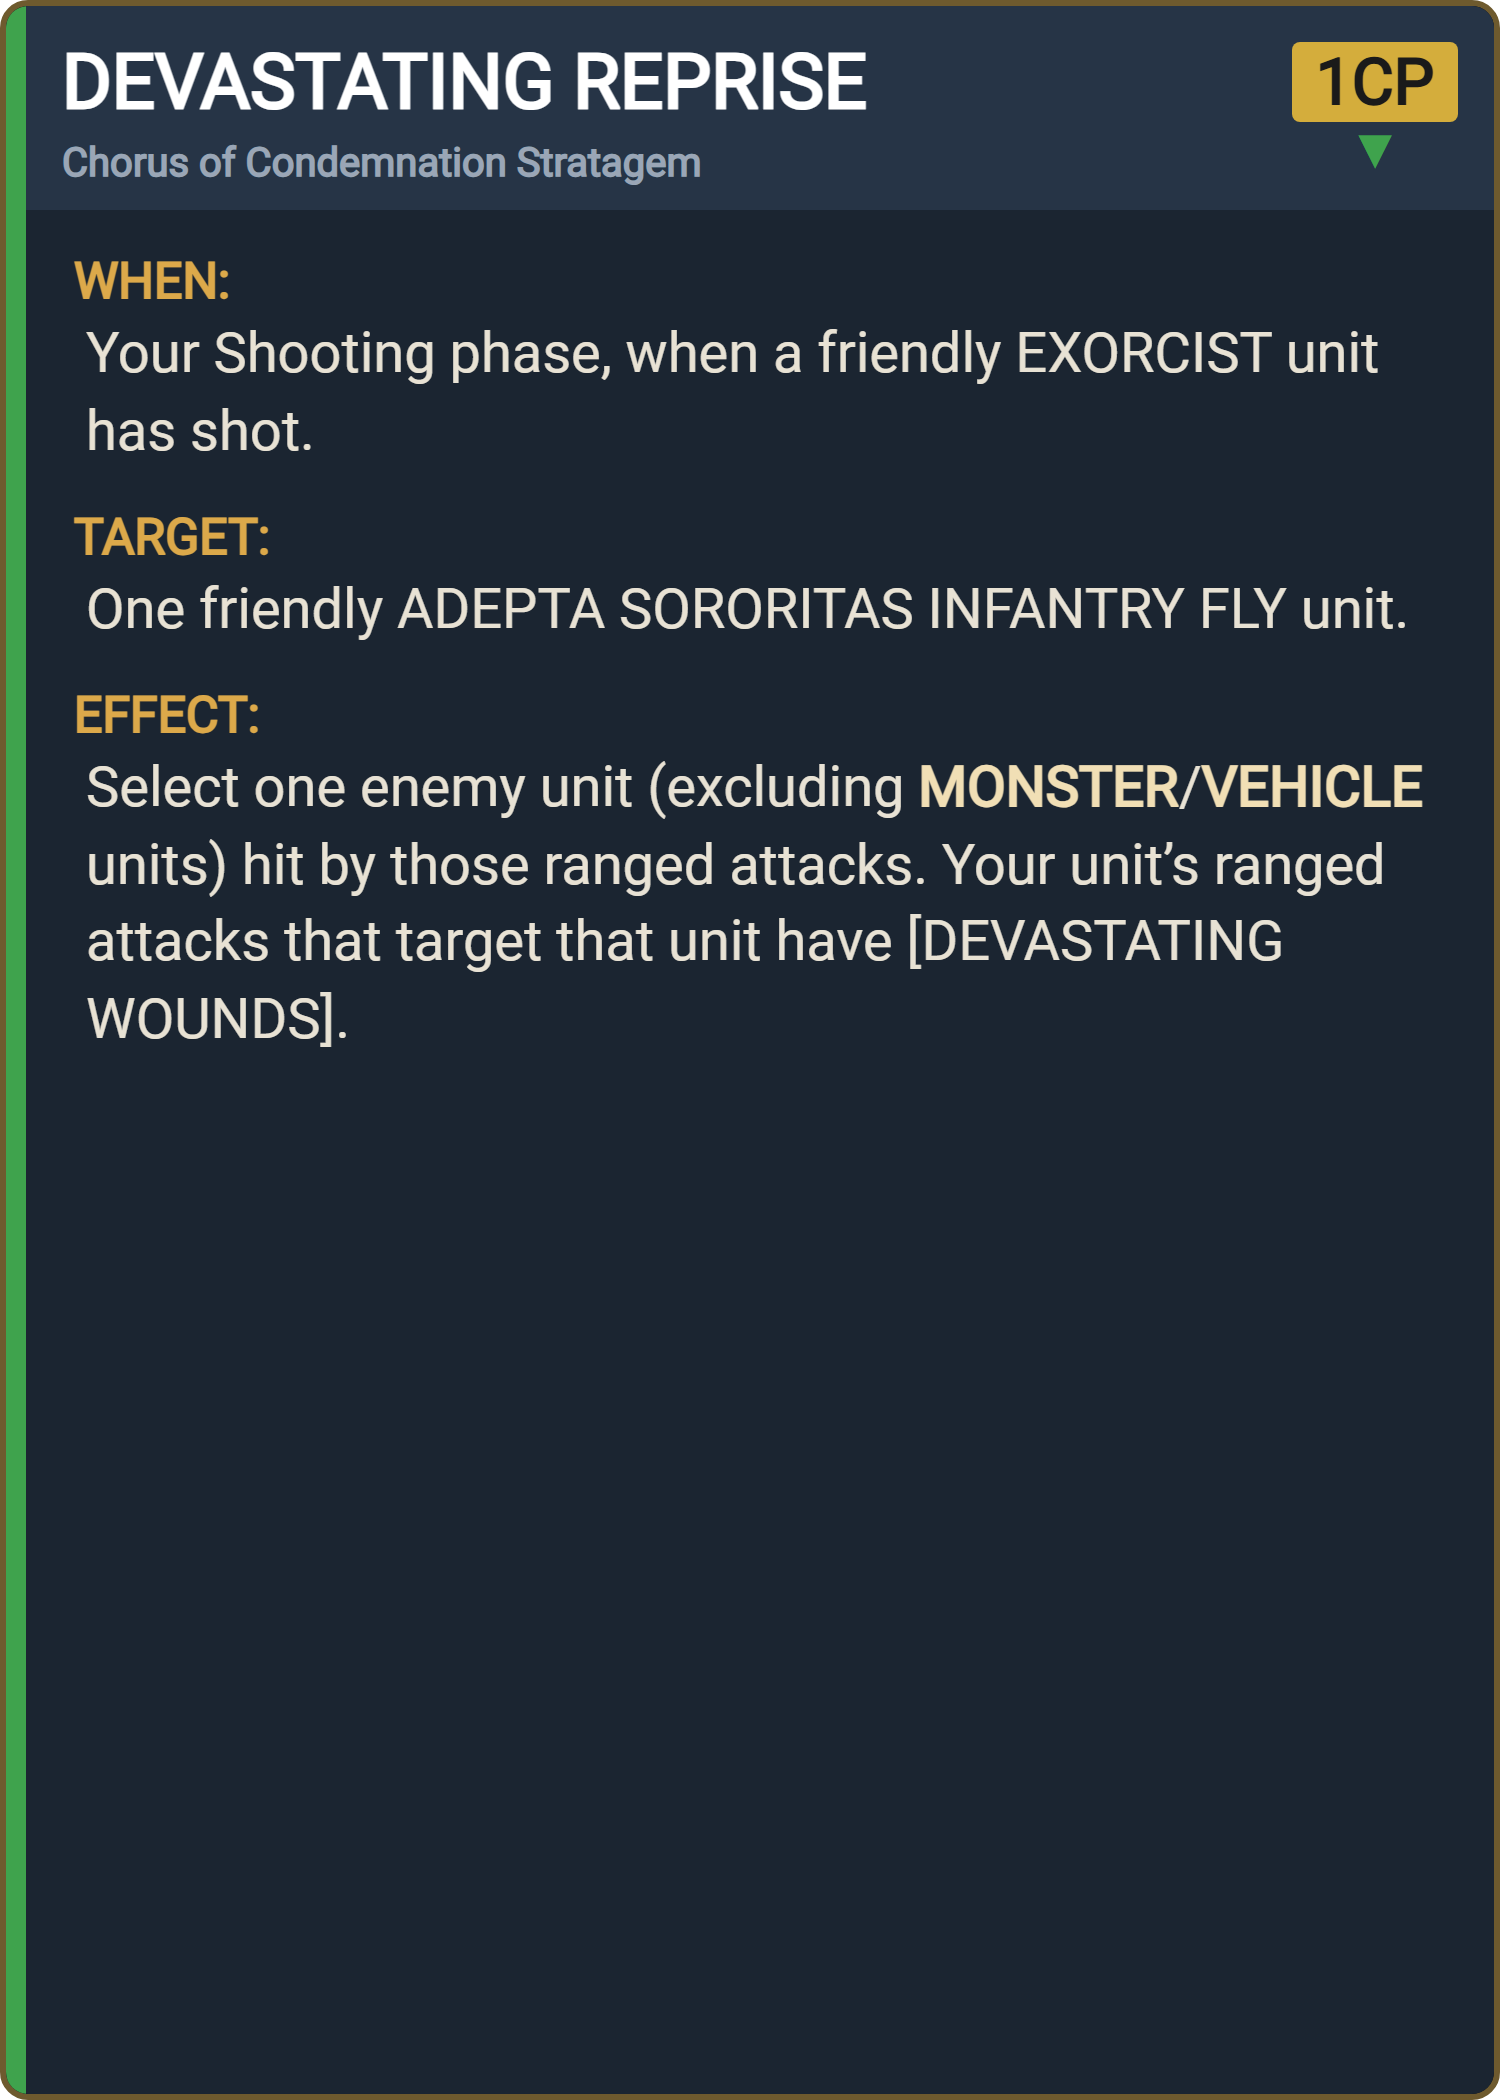 DEVASTATING REPRISE
1CP
Chorus of Condemnation Stratagem
WHEN:
Your Shooting phase, when a friendly EXORCIST unit
has shot.
TARGET:
One friendly ADEPTA SORORITAS INFANTRY FLY unit.
EFFECT:
Select one enemy unit (excluding MONSTER/VEHICLE
units) hit by those ranged attacks. Your unit’s ranged
attacks that target that unit have [DEVASTATING
WOUNDS].